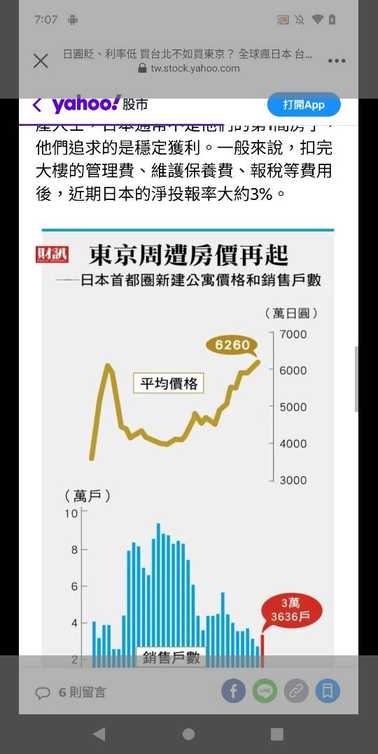 7:07
日圓貶、利率低 買台北不如買東京？ 全球瘋日本 台...
tw.stock.yahoo.com
yahoo!股市
打開App
他們追求的是穩定獲利。一般來說，扣完
大樓的管理費、維護保養費、報稅等費用
後，近期日本的淨投報率大約3%。
財訊
東京周遭房價再起
日本首都圈新建公寓價格和銷售戶數
（萬日圓）
7000
6260
6000
平均價格
5000
4000
3000
（萬戶）
10
8
6
3萬
3636戶
4
銷售戶數
2
6 則留言